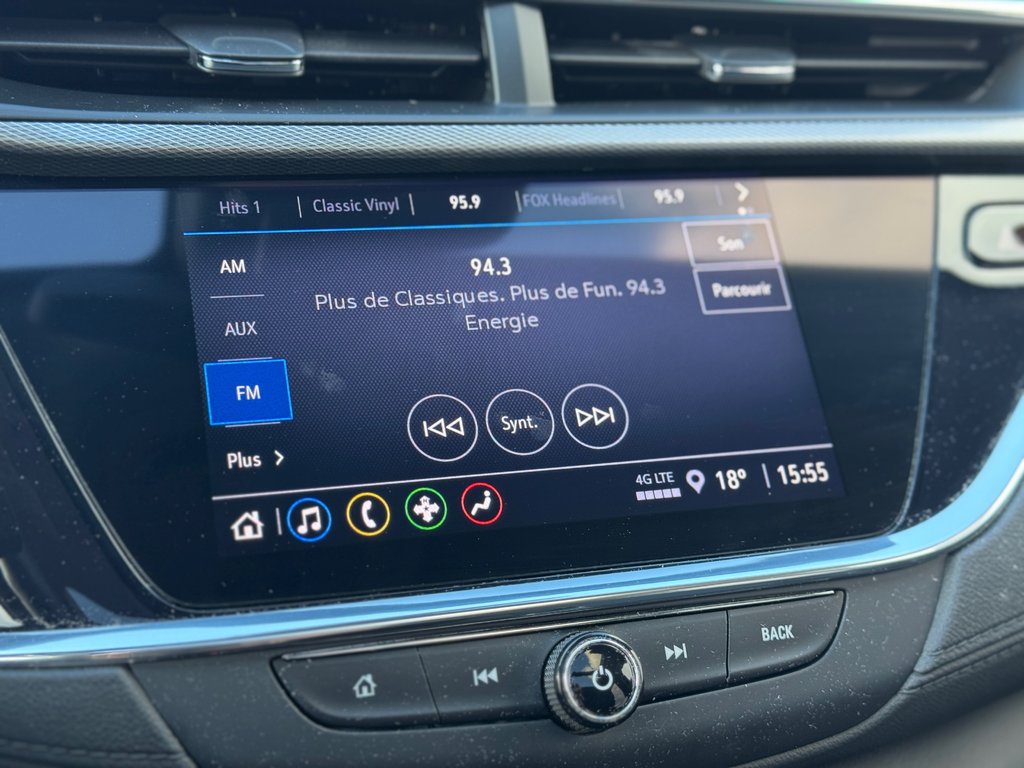 Hits 1 Classic Vinyl 95.9 FOX Headlines 95.9
AM
94.3
Son
Plus de Classiques. Plus de Fun. 94.3
Energie
Parcourir
AUX
FM
Synt.
Plus
4G LTE
18° 15:55
BACK